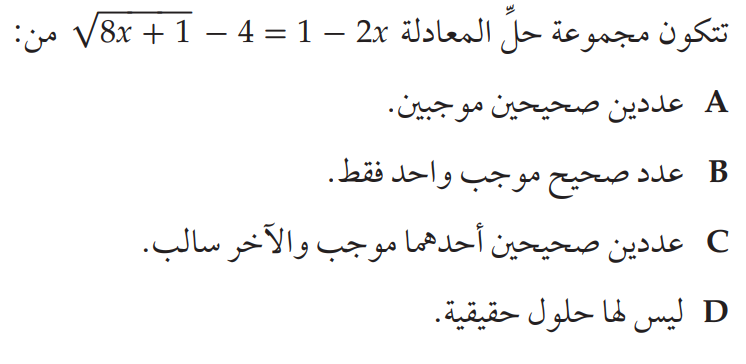 تتكون مجموعة حلِّ المعادلة √(8x + 1) − 4 = 1 − 2x من:
A عددين صحيحين موجبين.
B عدد صحيح موجب واحد فقط.
C عددين صحيحين أحدهما موجب والآخر سالب.
D ليس لها حلول حقيقية.